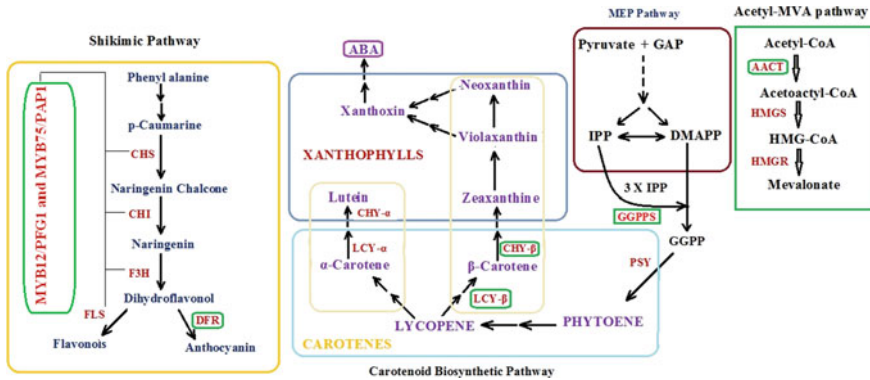 Shikimic Pathway
MYB12/PFG1 and MYB75/PAP1
Phenyl alanine
p-Caumarine
CHS
Naringenin Chalcone
CHI
Naringenin
F3H
Dihydroflavonol
FLS
DFR
Flavonois
Anthocyanin
ABA
Xanthoxin
Neoxanthin
Violaxanthin
XANTHOPHYLLS
Lutein
Zeaxanthine
CHY-α
LCY-α
CHY-β
α-Carotene
β-Carotene
LCY-β
LYCOPENE
PHYTOENE
CAROTENES
Carotenoid Biosynthetic Pathway
MEP Pathway
Pyruvate + GAP
IPP
DMAPP
3 X IPP
GGPPS
GGPP
PSY
Acetyl-MVA pathway
Acetyl-CoA
AACT
Acetoactyl-CoA
HMGS
HMG-CoA
HMGR
Mevalonate